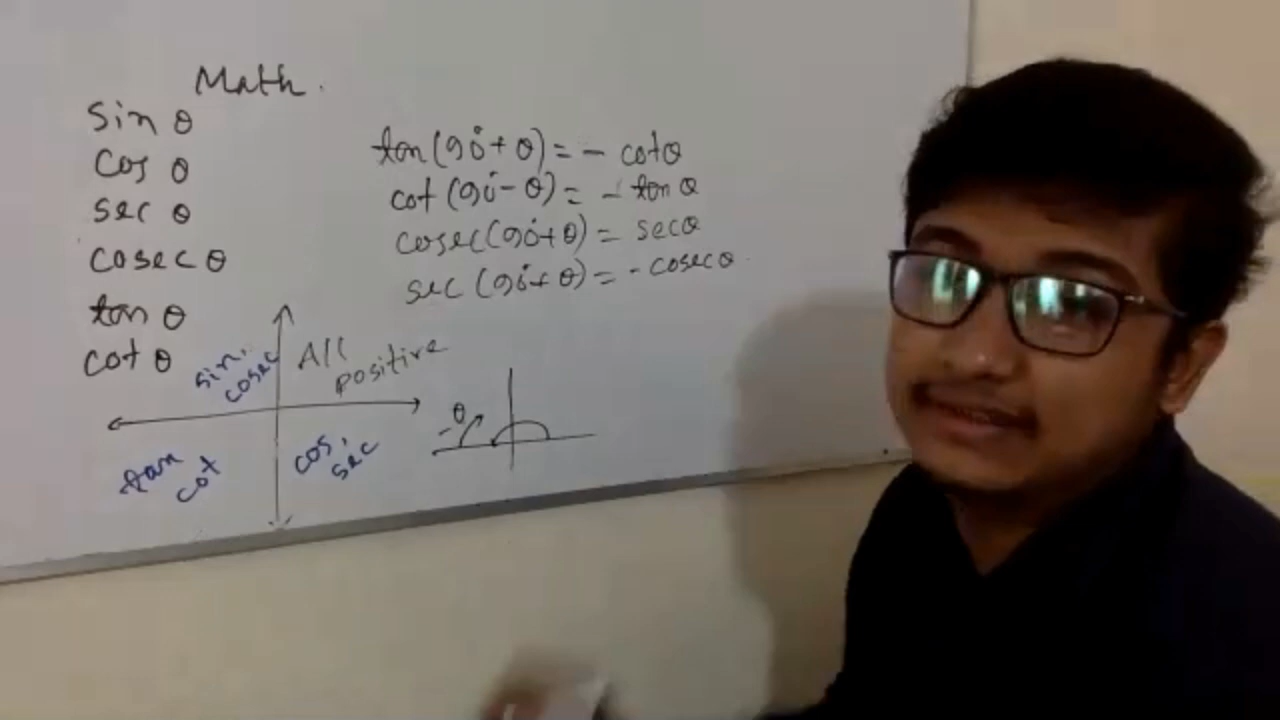 Math.
sin θ
cos θ
sec θ
cosec θ
tan θ
cot θ
tan(90°+ θ) = - cotθ
cot (90°- θ) = - tan θ
cosec(90°+ θ) = secθ
sec (90°+ θ) = - cosec θ
sin,
cosec
All
positive
tan
cot
cos,
sec
-θ